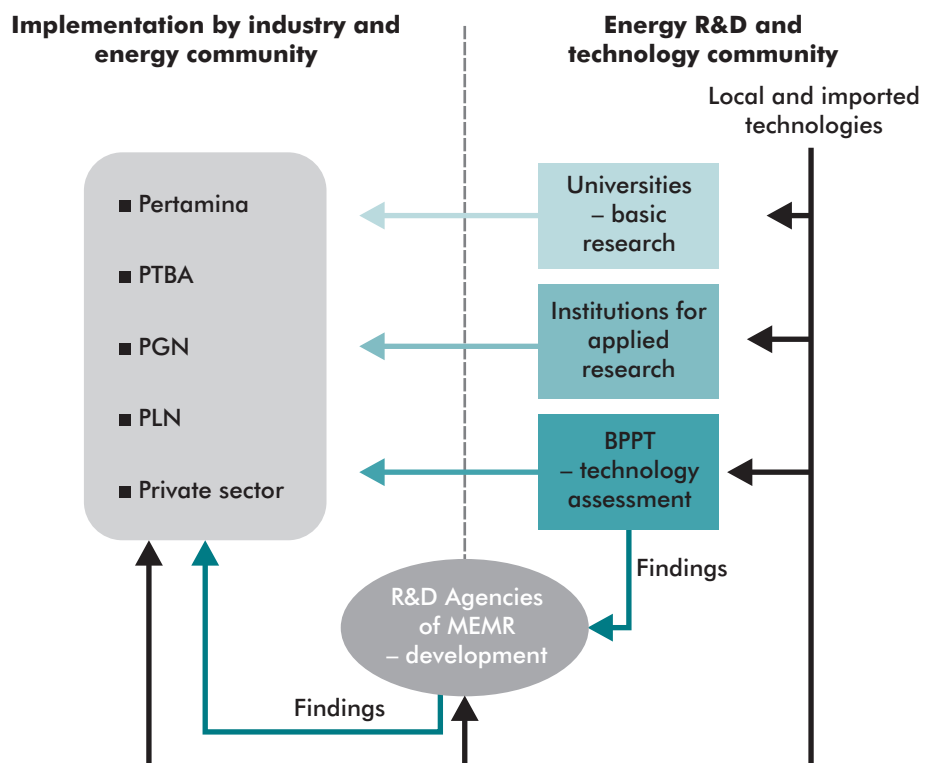 Implementation by industry and
energy community
Energy R&D and
technology community
Local and imported
technologies
■ Pertamina
■ PTBA
■ PGN
■ PLN
■ Private sector
Universities
– basic
research
Institutions for
applied
research
BPPT
– technology
assessment
Findings
R&D Agencies
of MEMR
– development
Findings